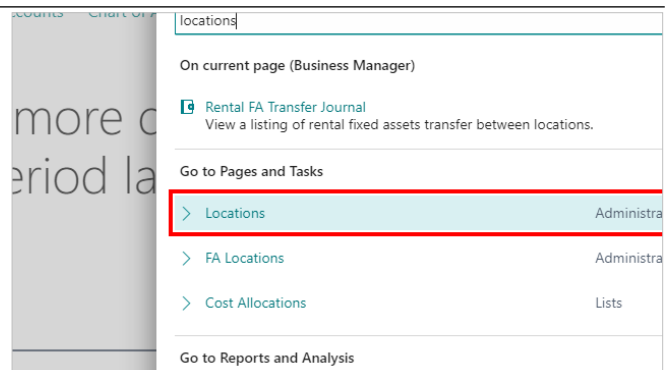 Chart of
locations
On current page (Business Manager)
more
Rental FA Transfer Journal
View a listing of rental fixed assets transfer between locations.
eriod la
Go to Pages and Tasks
Locations Administra
FA Locations Administra
Cost Allocations Lists
Go to Reports and Analysis